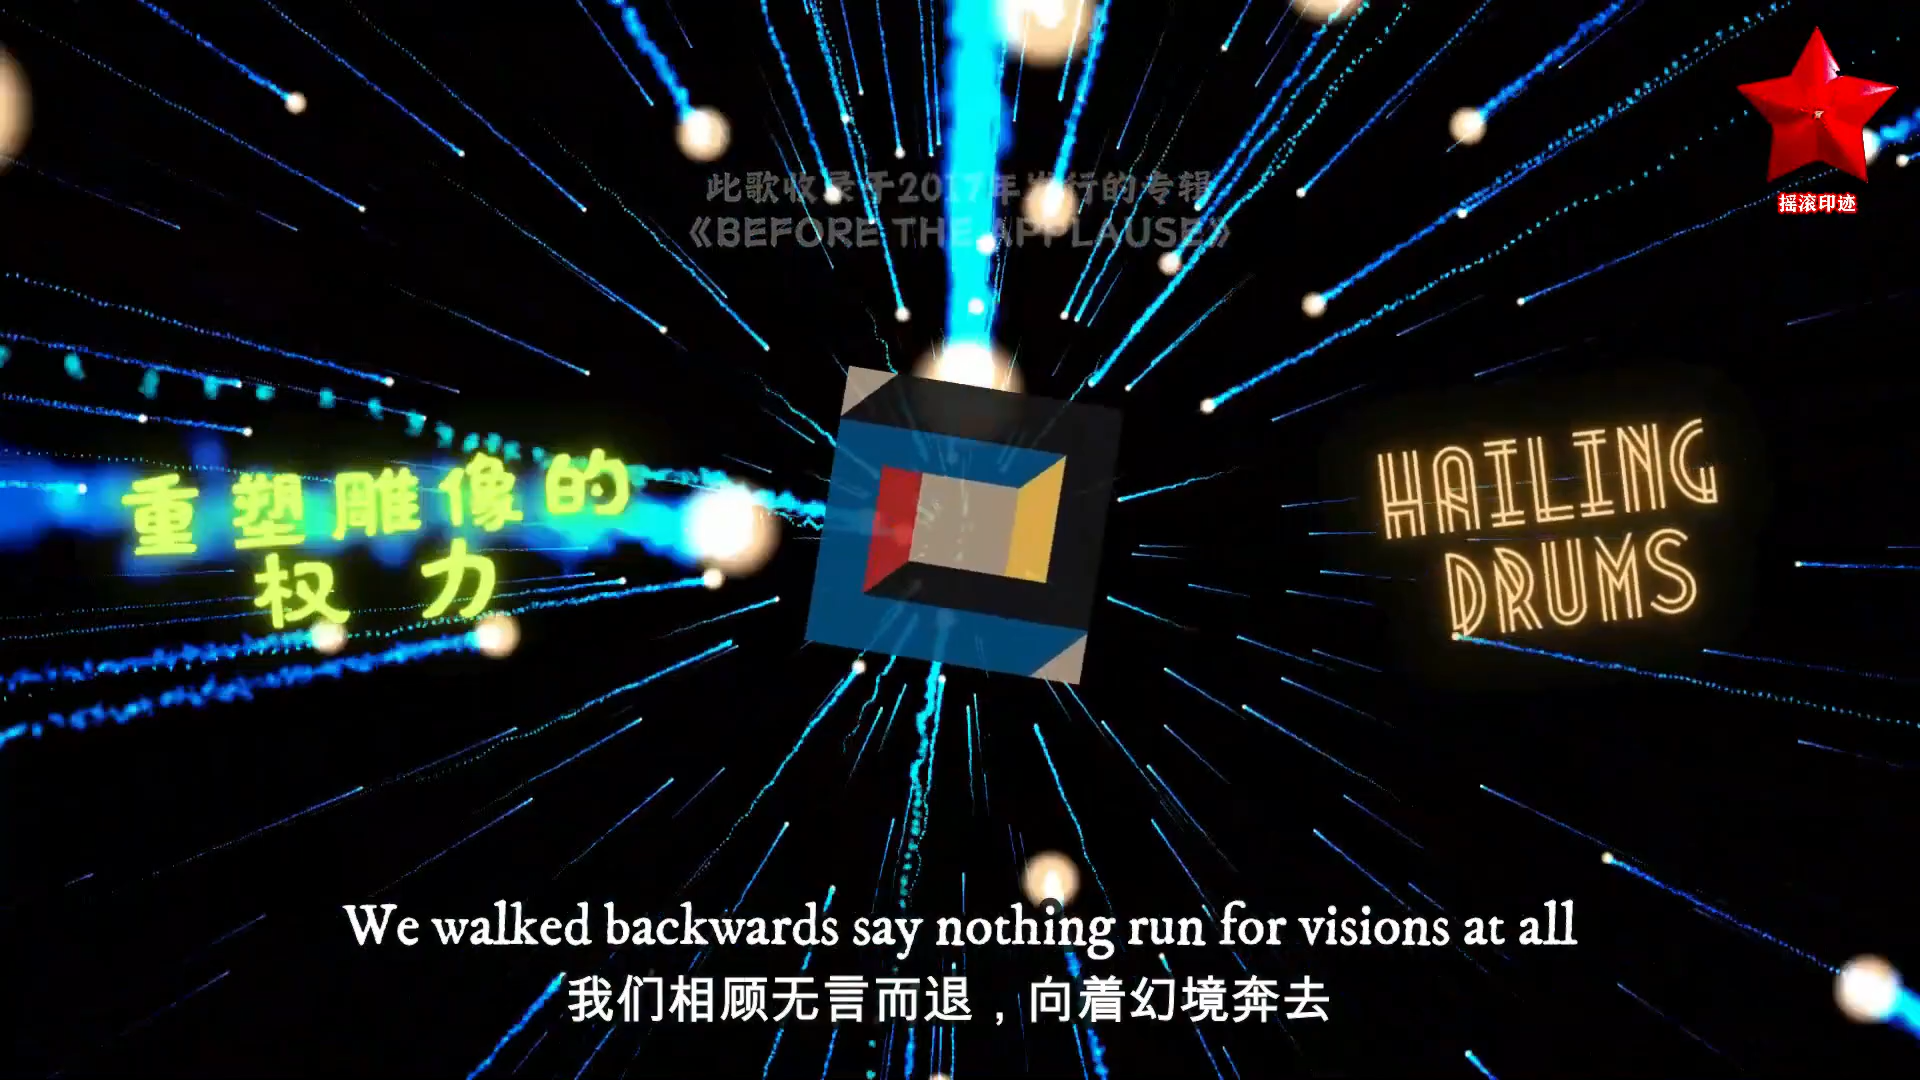 此歌收录于2017年发行的专辑
《BEFORE THE APPLAUSE》
摇滚印迹
重塑雕像的
权力
HAILING
DRUMS
We walked backwards say nothing run for visions at all
我们相顾无言而退，向着幻境奔去